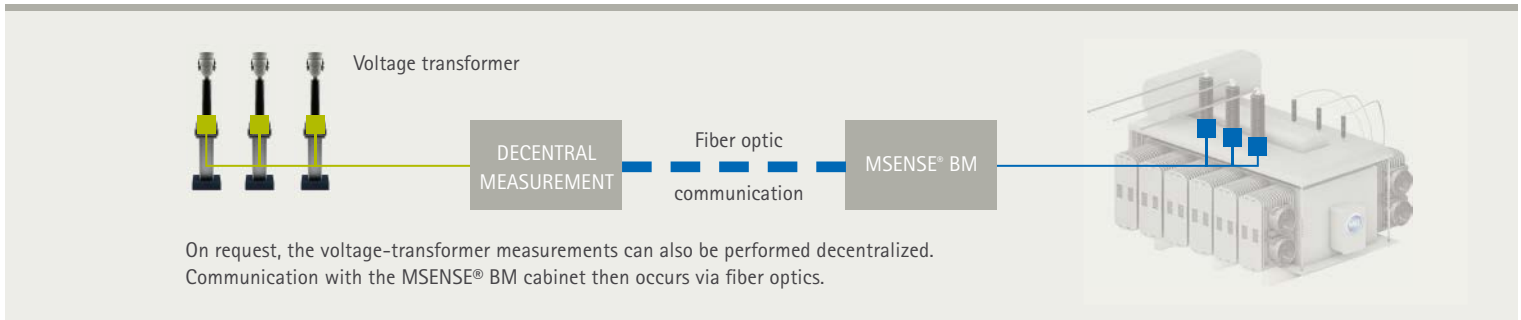 Voltage transformer
DECENTRAL
MEASUREMENT
Fiber optic
communication
MSENSE® BM
On request, the voltage-transformer measurements can also be performed decentralized.
Communication with the MSENSE® BM cabinet then occurs via fiber optics.